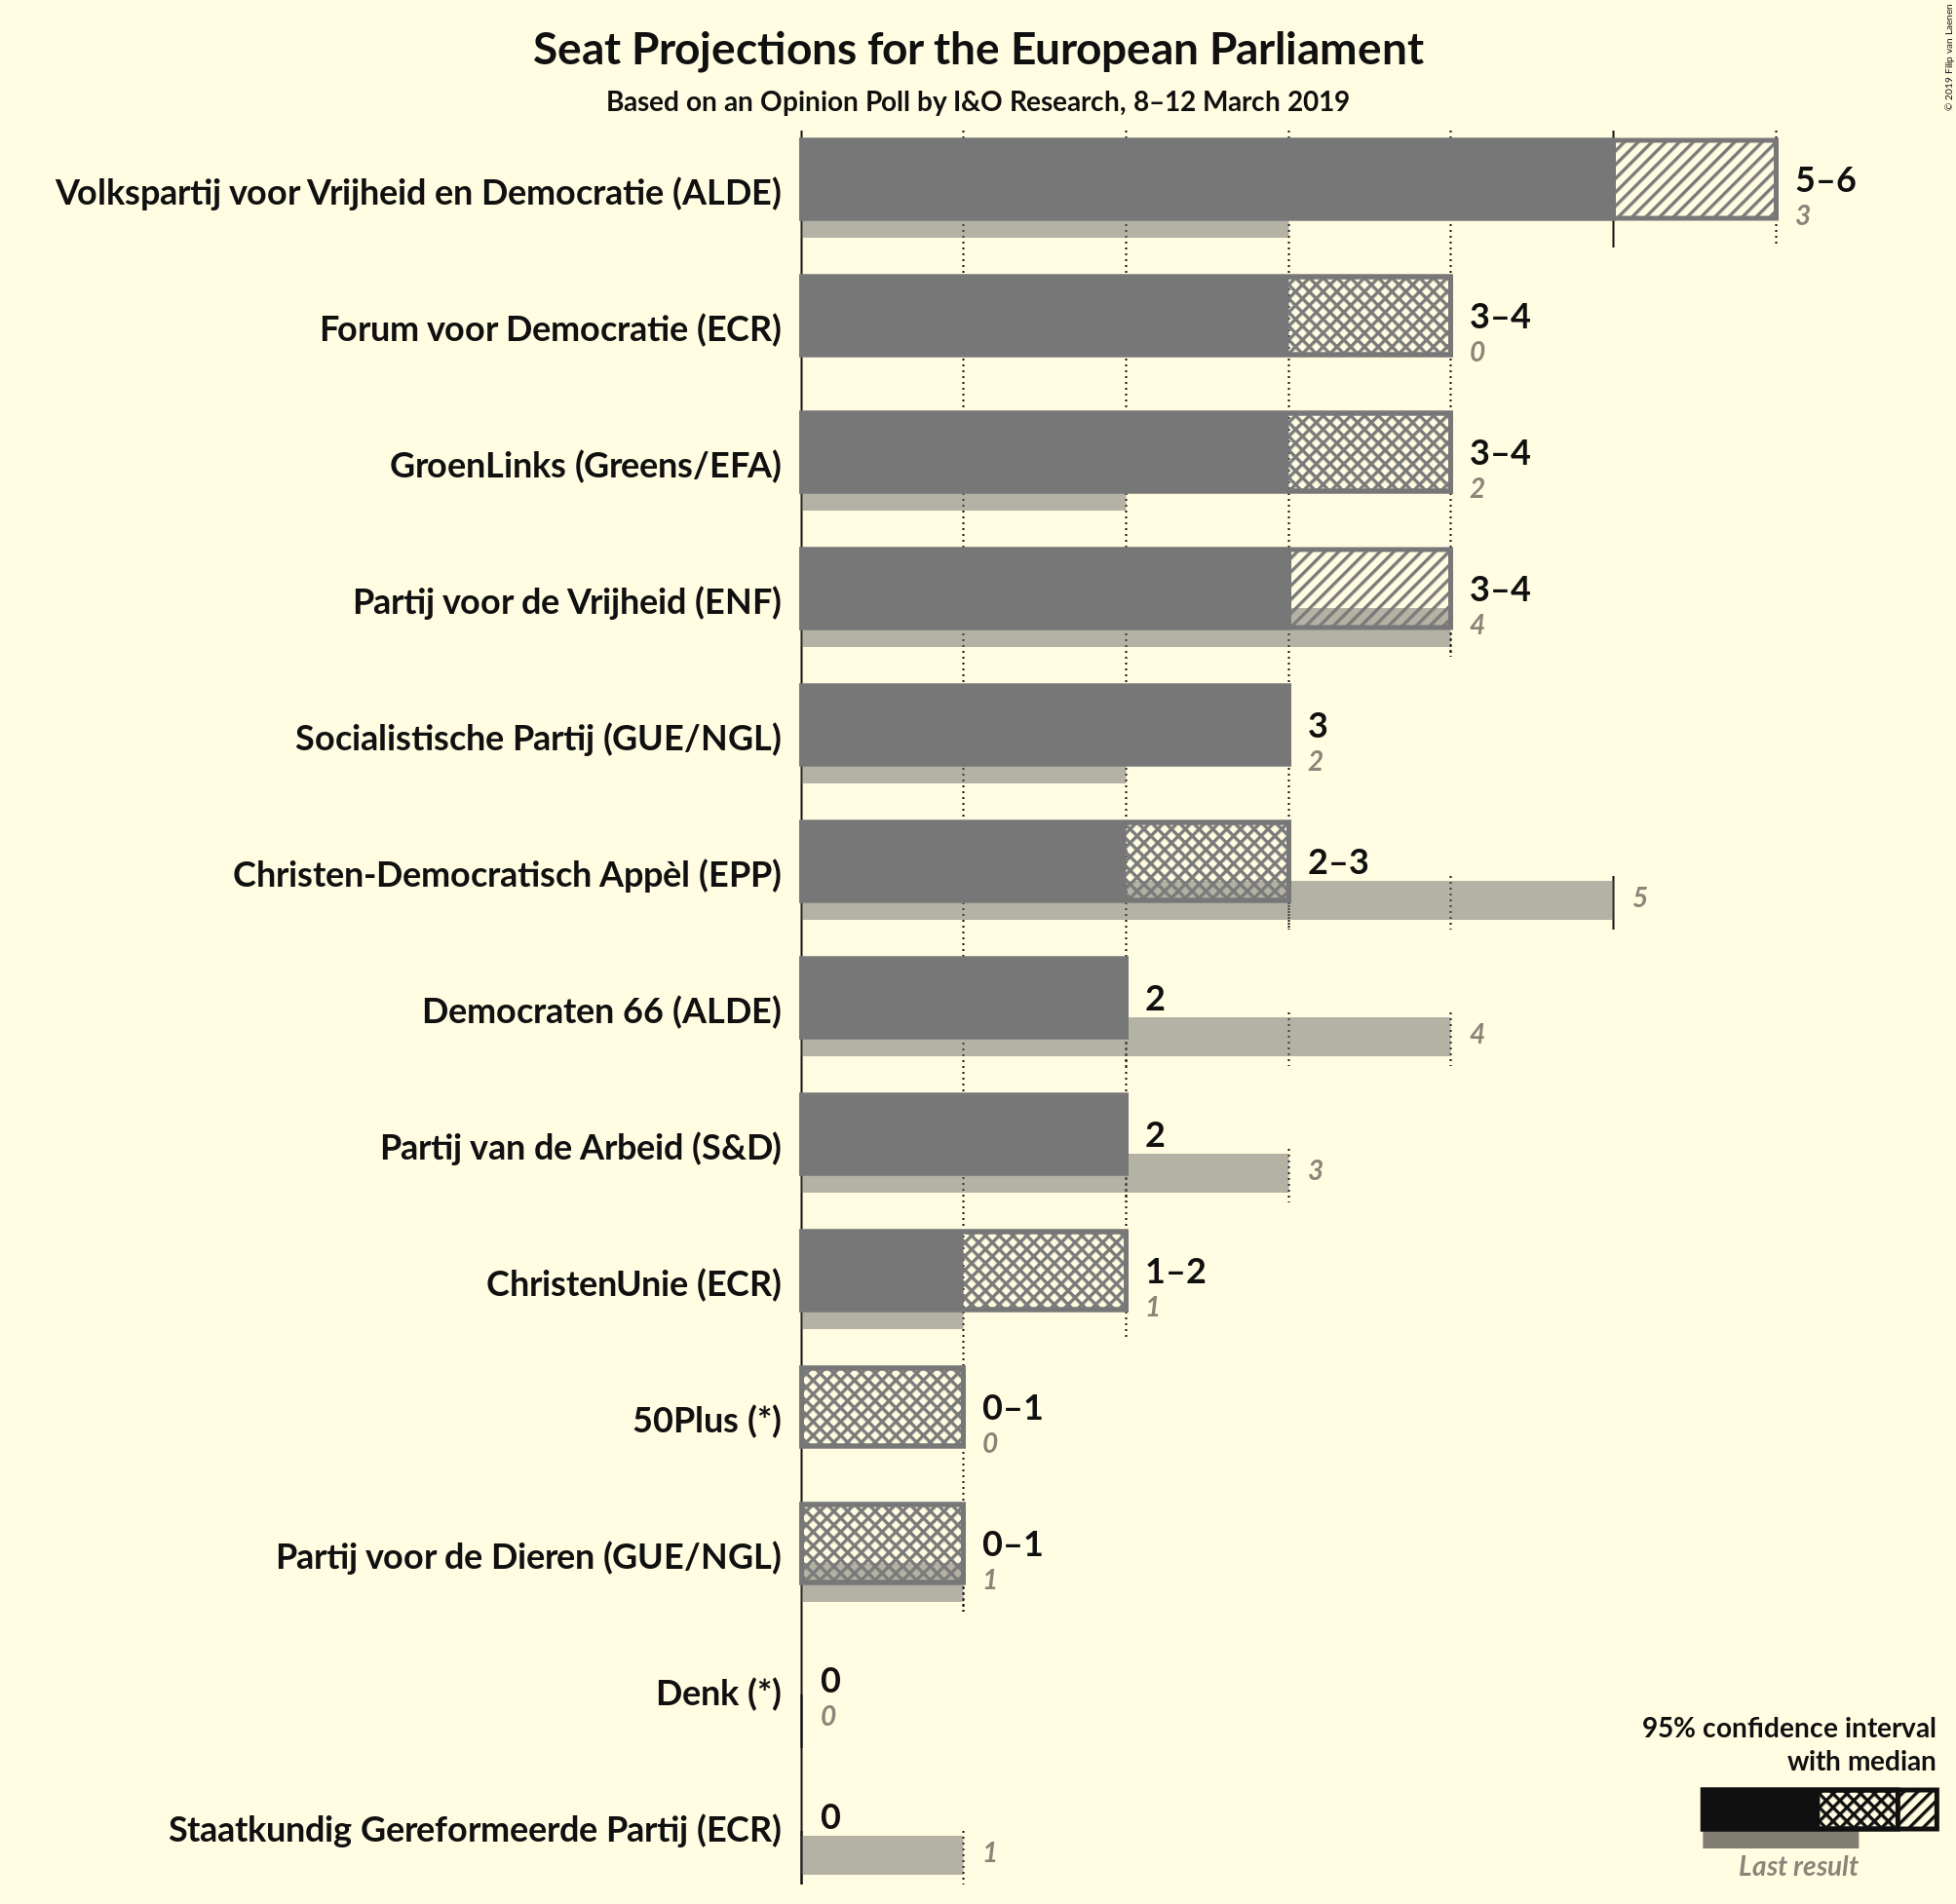 Seat Projections for the European Parliament
Based on an Opinion Poll by I&O Research, 8–12 March 2019
© 2019 Filip van Laenen
Volkspartij voor Vrijheid en Democratie (ALDE)
5–6
3
Forum voor Democratie (ECR)
3–4
0
GroenLinks (Greens/EFA)
3–4
2
Partij voor de Vrijheid (ENF)
3–4
4
Socialistische Partij (GUE/NGL)
3
2
Christen-Democratisch Appèl (EPP)
2–3
5
Democraten 66 (ALDE)
2
4
Partij van de Arbeid (S&D)
2
3
ChristenUnie (ECR)
1–2
1
50Plus (*)
0–1
0
Partij voor de Dieren (GUE/NGL)
0–1
1
Denk (*)
0
0
Staatkundig Gereformeerde Partij (ECR)
0
1
95% confidence interval
with median
Last result